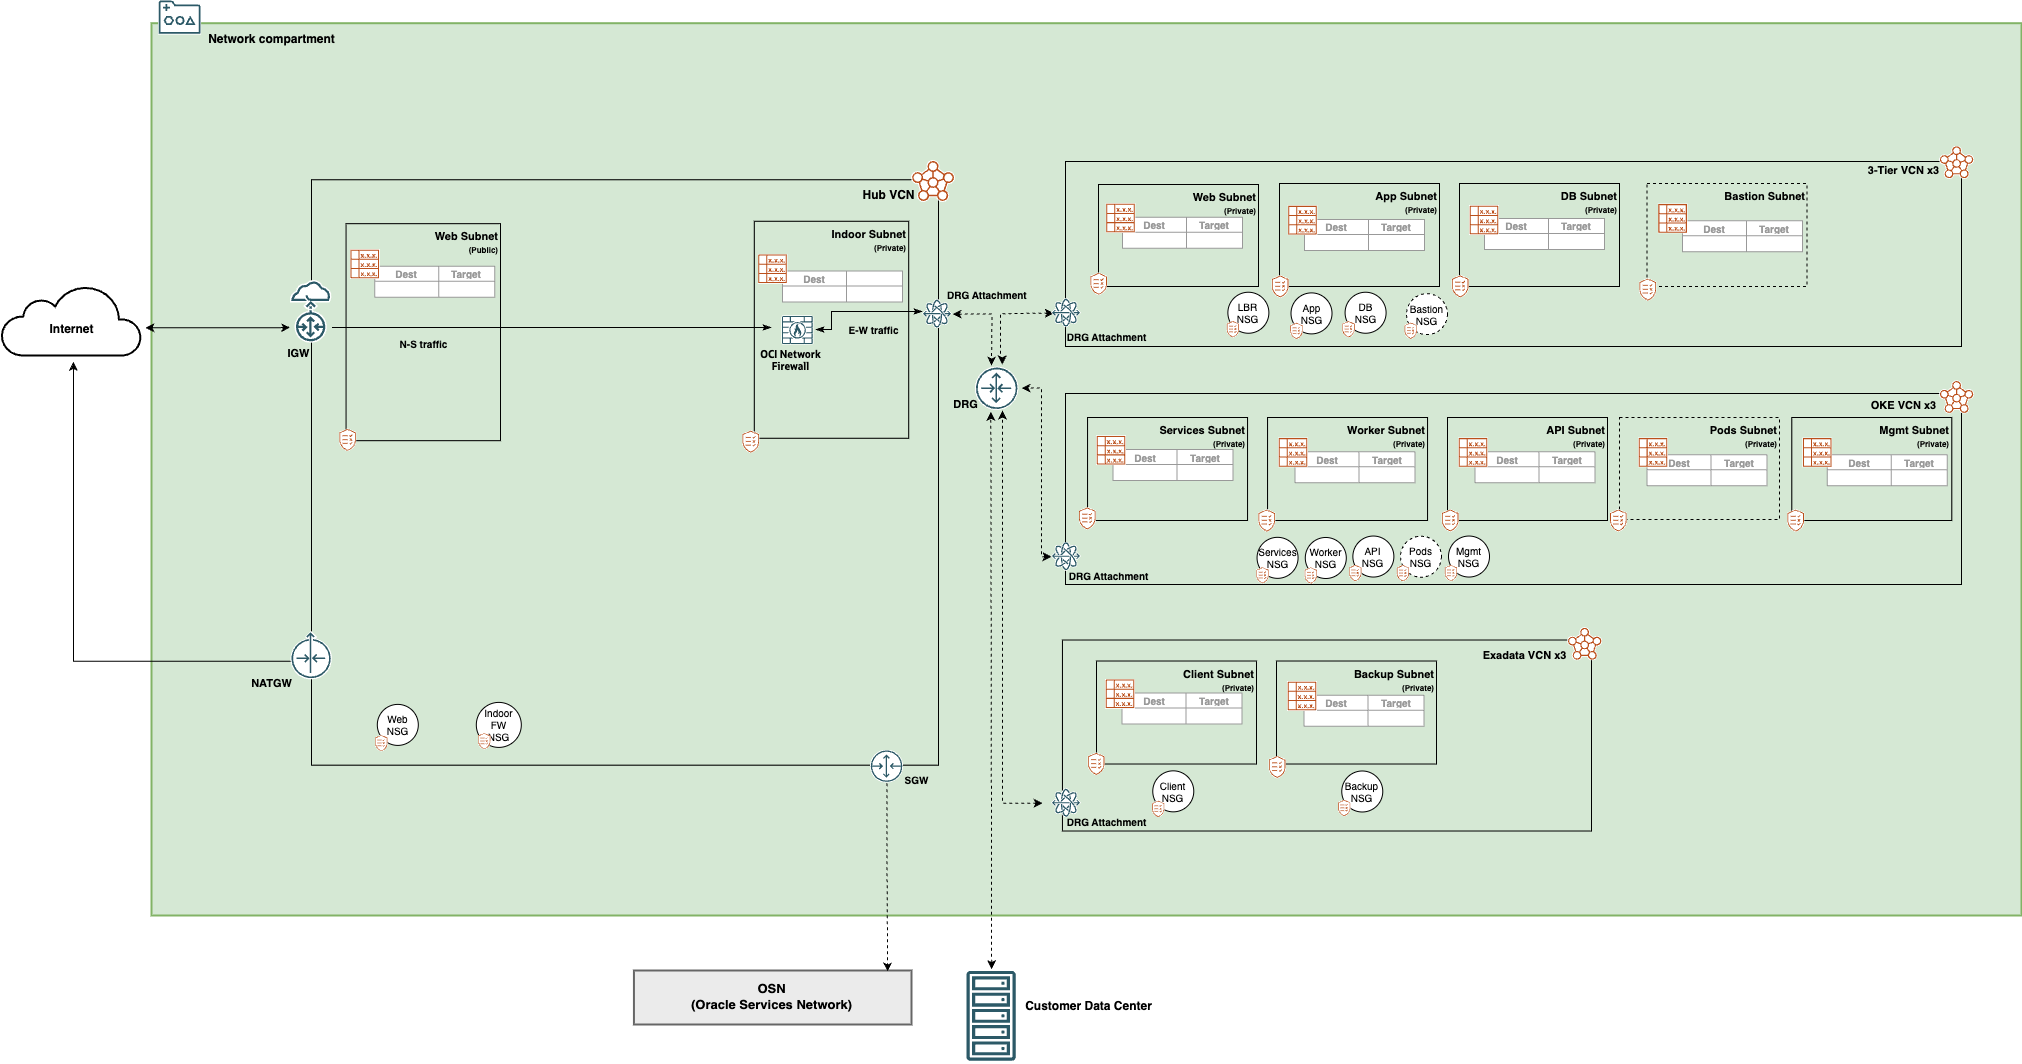 Network compartment
Hub VCN
Web Subnet
(Public)
x.x.x.
x.x.x.
x.x.x.
Dest Target
Indoor Subnet
(Private)
x.x.x.
x.x.x.
x.x.x.
Dest
Internet
IGW
N-S traffic
OCI Network
Firewall
E-W traffic
DRG Attachment
DRG
NATGW
Web
NSG
Indoor
FW
NSG
SGW
3-Tier VCN x3
Web Subnet
(Private)
x.x.x.
x.x.x.
x.x.x.
Dest Target
App Subnet
(Private)
x.x.x.
x.x.x.
x.x.x.
Dest Target
DB Subnet
(Private)
x.x.x.
x.x.x.
x.x.x.
Dest Target
Bastion Subnet
x.x.x.
x.x.x.
x.x.x.
Dest Target
LBR
NSG
App
NSG
DB
NSG
Bastion
NSG
DRG Attachment
OKE VCN x3
Services Subnet
(Private)
x.x.x.
x.x.x.
x.x.x.
Dest Target
Worker Subnet
(Private)
x.x.x.
x.x.x.
x.x.x.
Dest Target
API Subnet
(Private)
x.x.x.
x.x.x.
x.x.x.
Dest Target
Pods Subnet
(Private)
x.x.x.
x.x.x.
x.x.x.
Dest Target
Mgmt Subnet
(Private)
x.x.x.
x.x.x.
x.x.x.
Dest Target
Services
NSG
Worker
NSG
API
NSG
Pods
NSG
Mgmt
NSG
DRG Attachment
Exadata VCN x3
Client Subnet
(Private)
x.x.x.
x.x.x.
x.x.x.
Dest Target
Backup Subnet
(Private)
x.x.x.
x.x.x.
x.x.x.
Dest Target
Client
NSG
Backup
NSG
DRG Attachment
OSN
(Oracle Services Network)
Customer Data Center